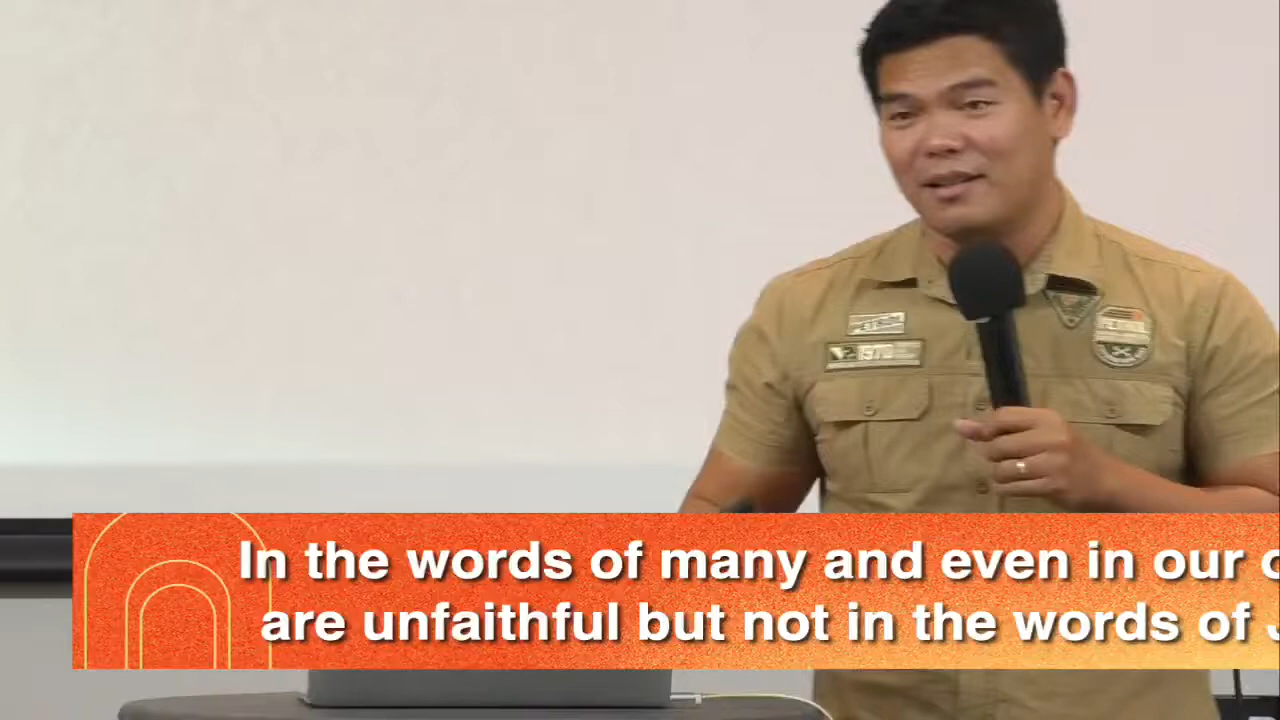 In the words of many and even in our
are unfaithful but not in the words of